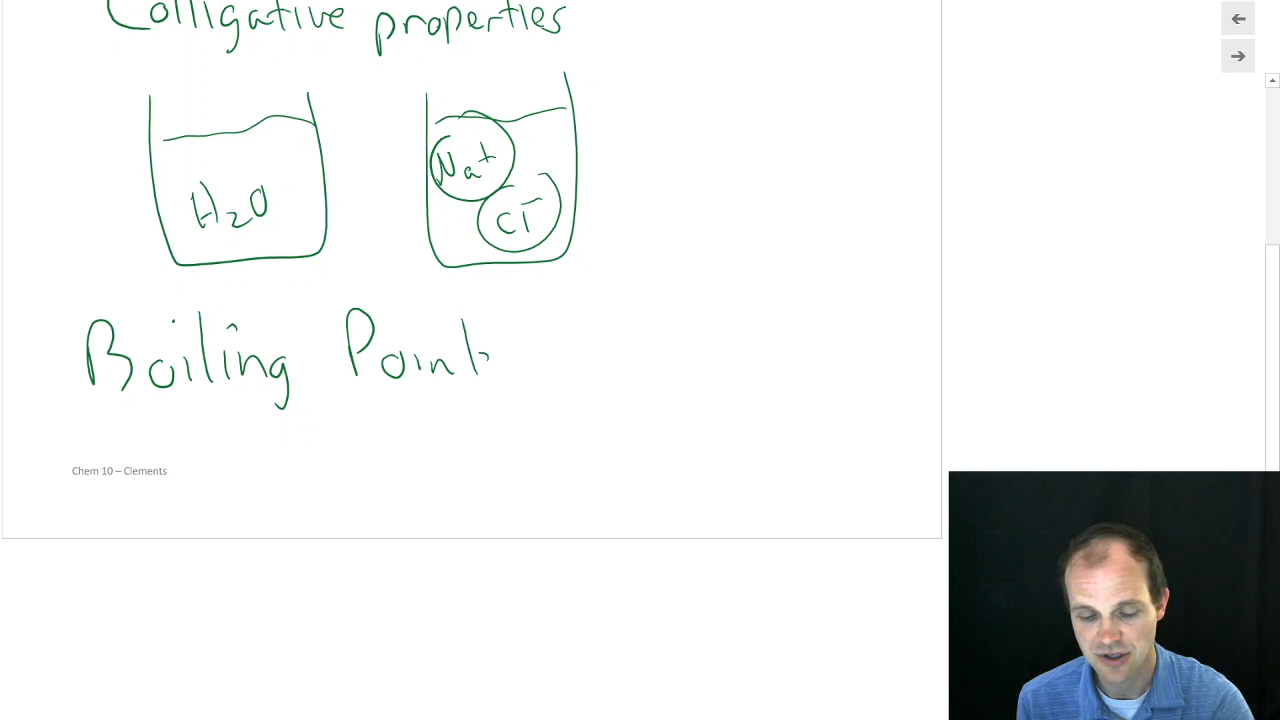 Colligative properties
H2O
Na+
Cl-
Boiling Point
Chem 10 – Clements